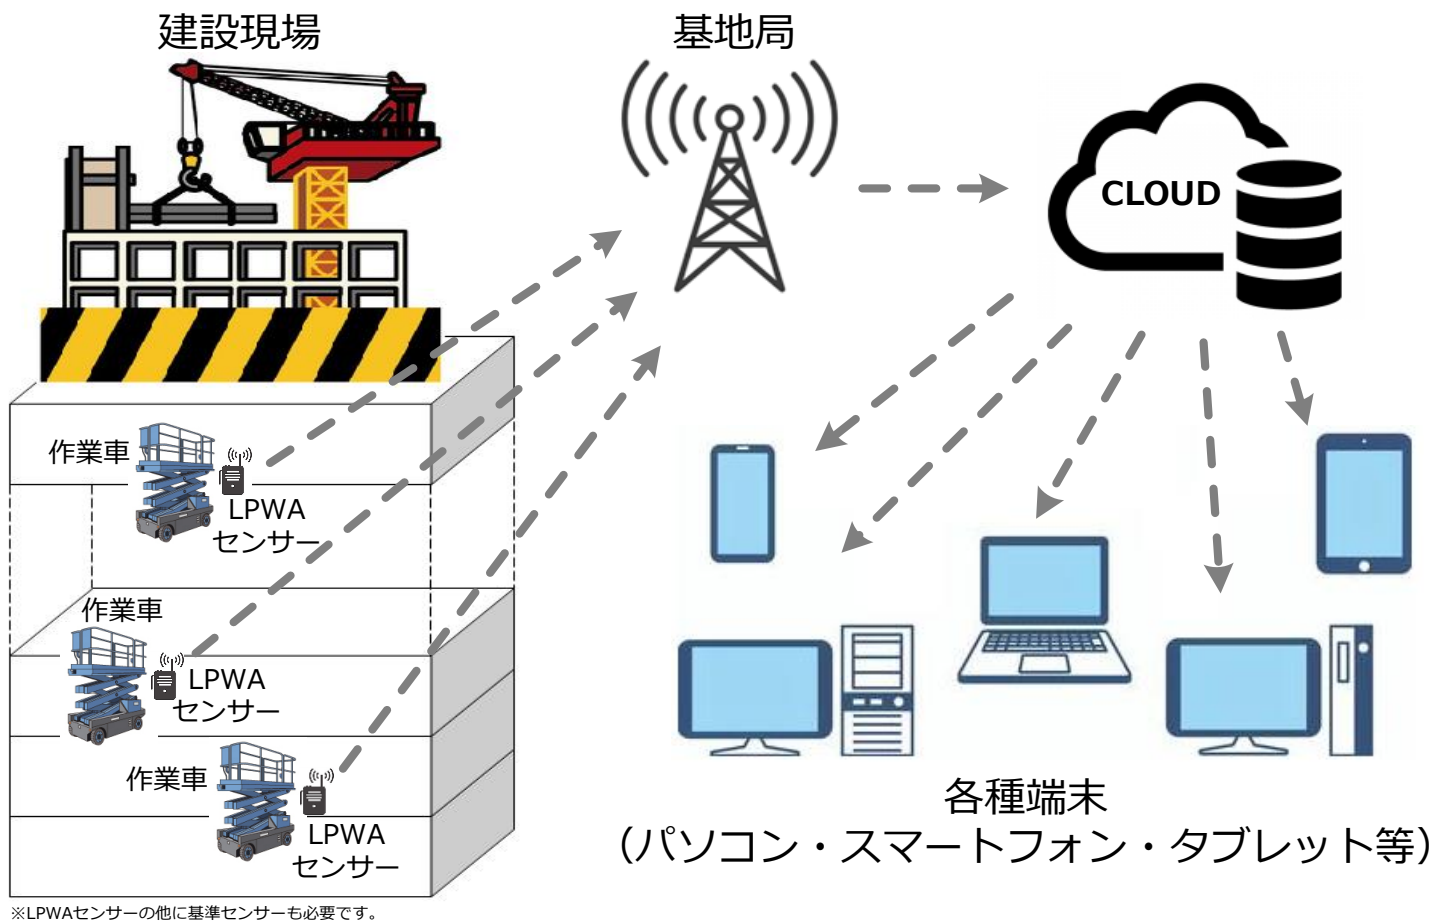 建設現場
基地局
CLOUD
作業車
LPWA
センサー
作業車
LPWA
センサー
作業車
LPWA
センサー
各種端末
（パソコン・スマートフォン・タブレット等）
※LPWAセンサーの他に基準センサーも必要です。